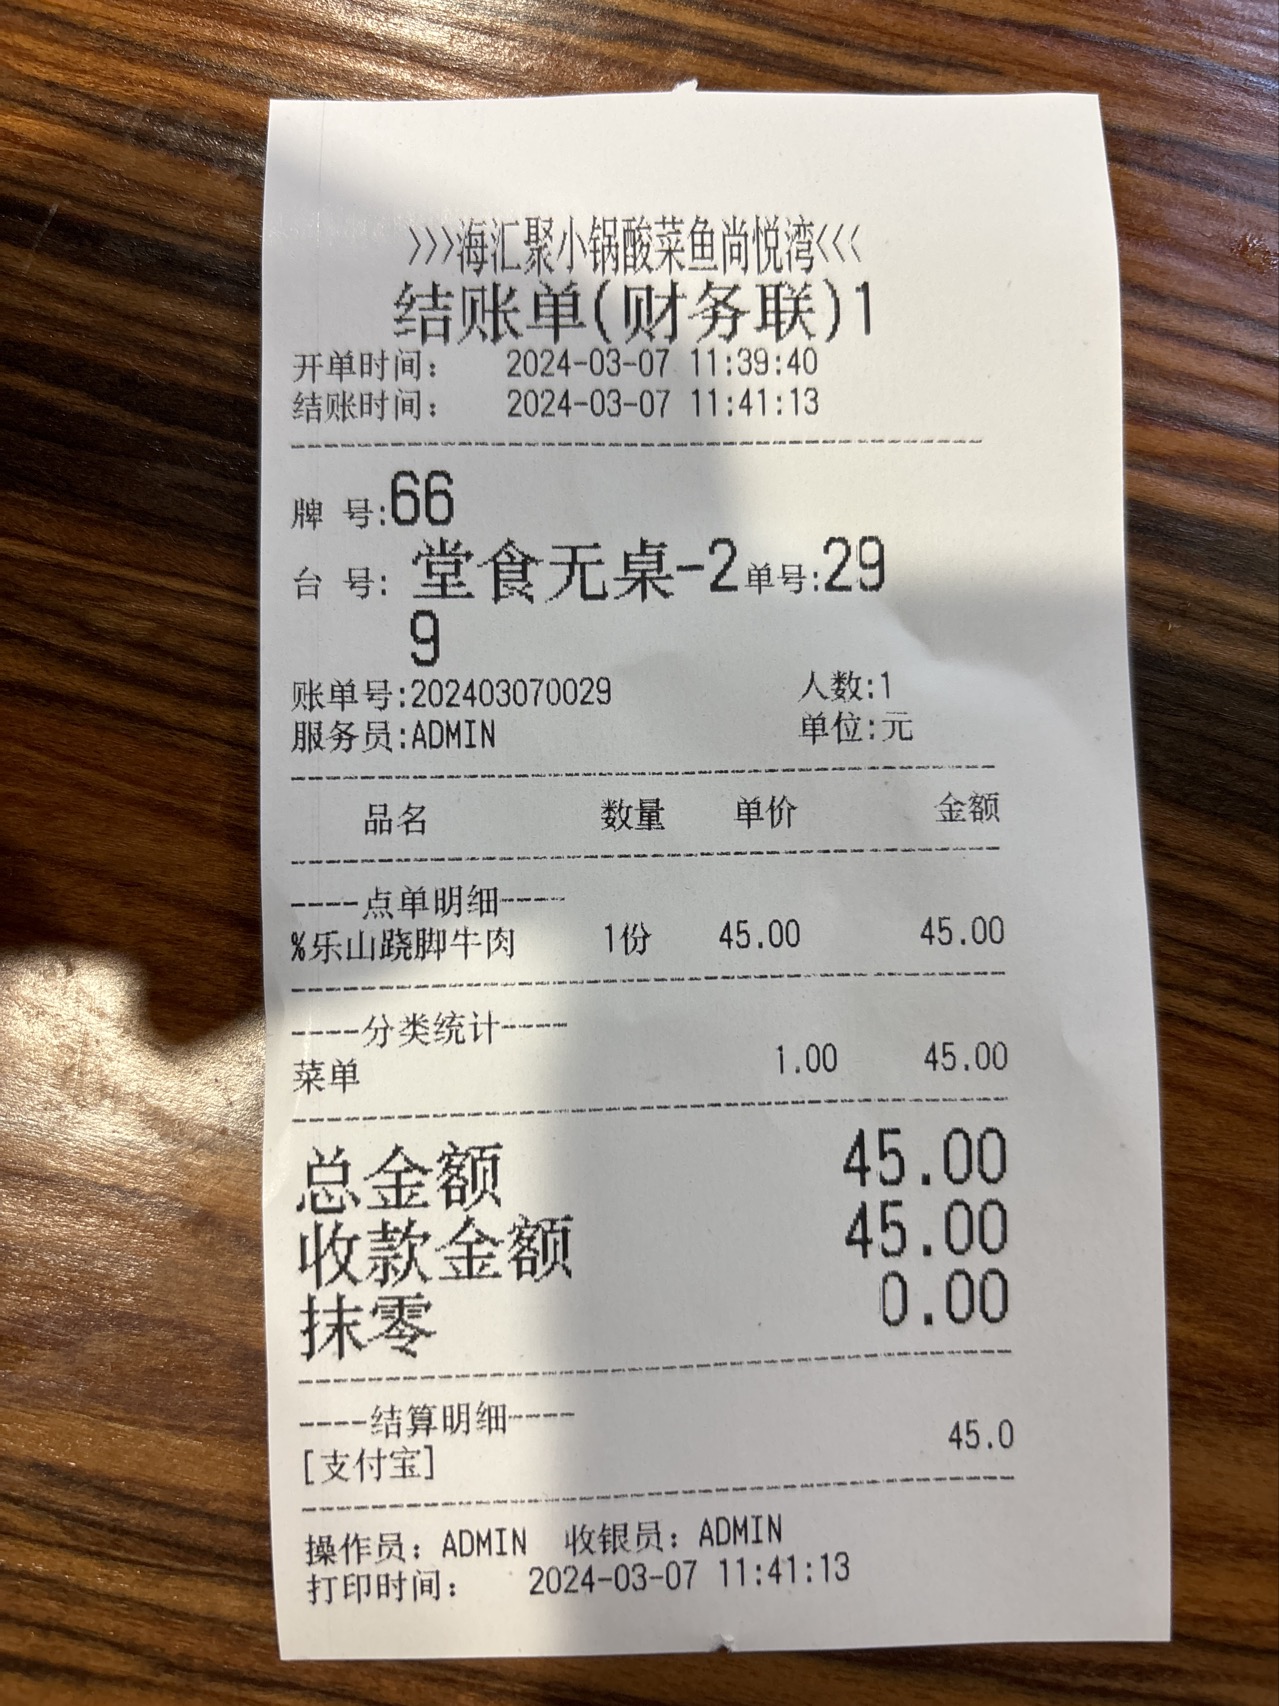 >>>海汇聚小锅酸菜鱼尚悦湾<<<
结账单(财务联)1
开单时间： 2024-03-07 11:39:40
结账时间： 2024-03-07 11:41:13
牌 号:66
台 号: 堂食无桌-2单号:29
9
账单号:202403070029 人数:1
服务员:ADMIN 单位:元
品名 数量 单价 金额
----点单明细----
%乐山跷脚牛肉 1份 45.00 45.00
----分类统计----
菜单 1.00 45.00
总金额 45.00
收款金额 45.00
抹零 0.00
----结算明细----
[支付宝] 45.0
操作员：ADMIN 收银员：ADMIN
打印时间： 2024-03-07 11:41:13